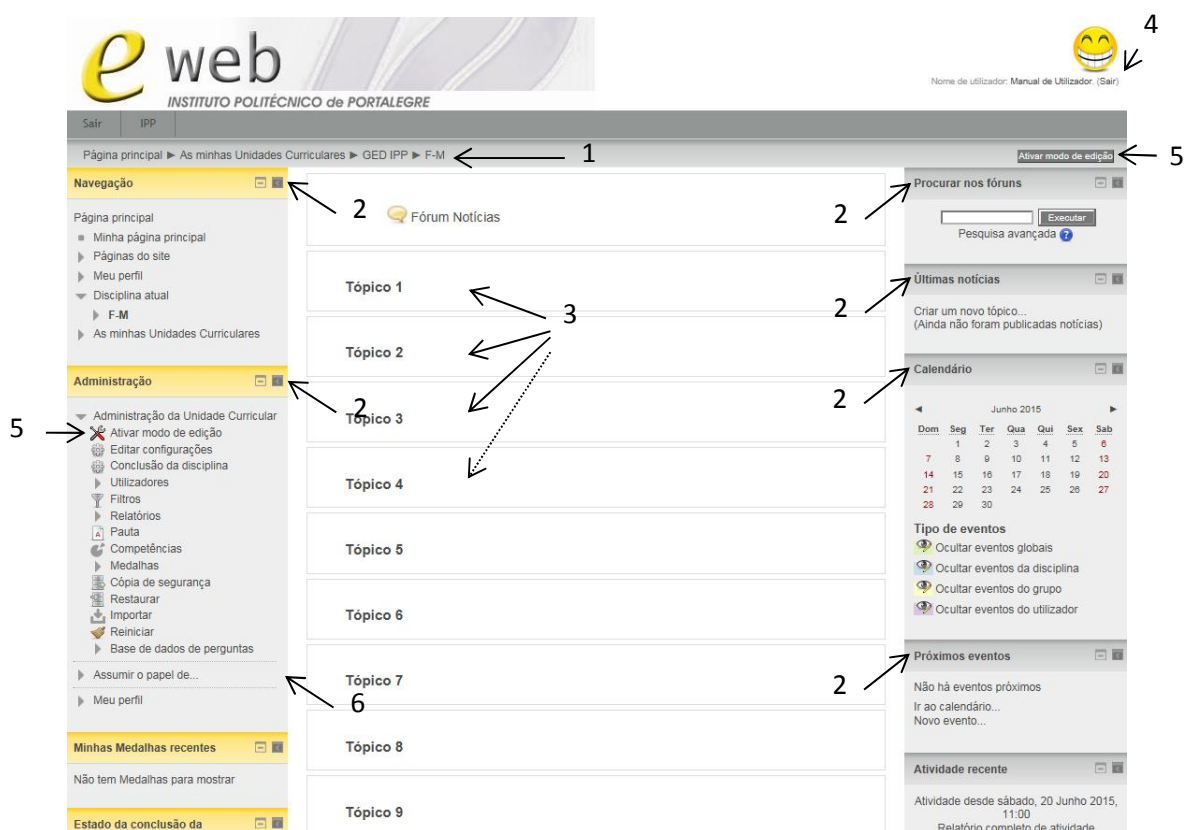 e web
INSTITUTO POLITÉCNICO de PORTALEGRE
4
Nome de utilizador: Manual de Utilizador. (Sair)
Sair IPP
Página principal ► As minhas Unidades Curriculares ► GED IPP ► F-M
1
Ativar modo de edição
5
Navegação
2
Página principal
Minha página principal
Páginas do site
Meu perfil
Disciplina atual
F-M
As minhas Unidades Curriculares
Administração
2
Administração da Unidade Curricular
5
Ativar modo de edição
Editar configurações
Conclusão da disciplina
Utilizadores
Filtros
Relatórios
Pauta
Competências
Medalhas
Cópia de segurança
Restaurar
Importar
Reiniciar
Base de dados de perguntas
Assumir o papel de...
6
Meu perfil
Minhas Medalhas recentes
Não tem Medalhas para mostrar
Estado da conclusão da
Fórum Notícias
Tópico 1
3
Tópico 2
Tópico 3
Tópico 4
Tópico 5
Tópico 6
Tópico 7
Tópico 8
Tópico 9
2
Procurar nos fóruns
Executar
Pesquisa avançada
2
Últimas notícias
Criar um novo tópico...
(Ainda não foram publicadas notícias)
2
Calendário
◄ Junho 2015 ►
Dom Seg Ter Qua Qui Sex Sab
1 2 3 4 5 6
7 8 9 10 11 12 13
14 15 16 17 18 19 20
21 22 23 24 25 26 27
28 29 30
Tipo de eventos
Ocultar eventos globais
Ocultar eventos da disciplina
Ocultar eventos do grupo
Ocultar eventos do utilizador
2
Próximos eventos
Não há eventos próximos
Ir ao calendário...
Novo evento...
Atividade recente
Atividade desde sábado, 20 Junho 2015,
11:00
Relatório completo de atividade